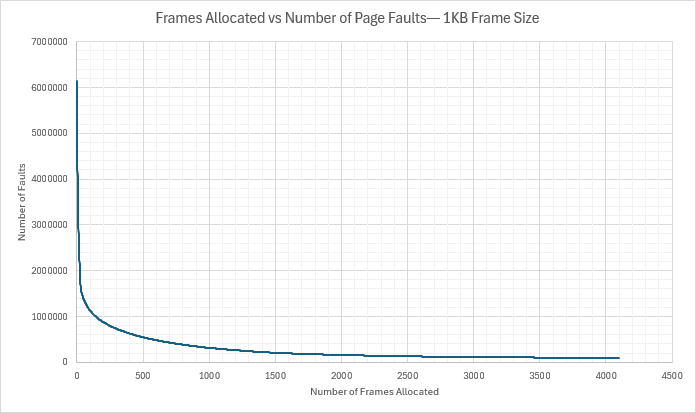 Frames Allocated vs Number of Page Faults— 1KB Frame Size
7000000
6000000
5000000
4000000
3000000
2000000
1000000
0
Number of Faults
0 500 1000 1500 2000 2500 3000 3500 4000 4500
Number of Frames Allocated